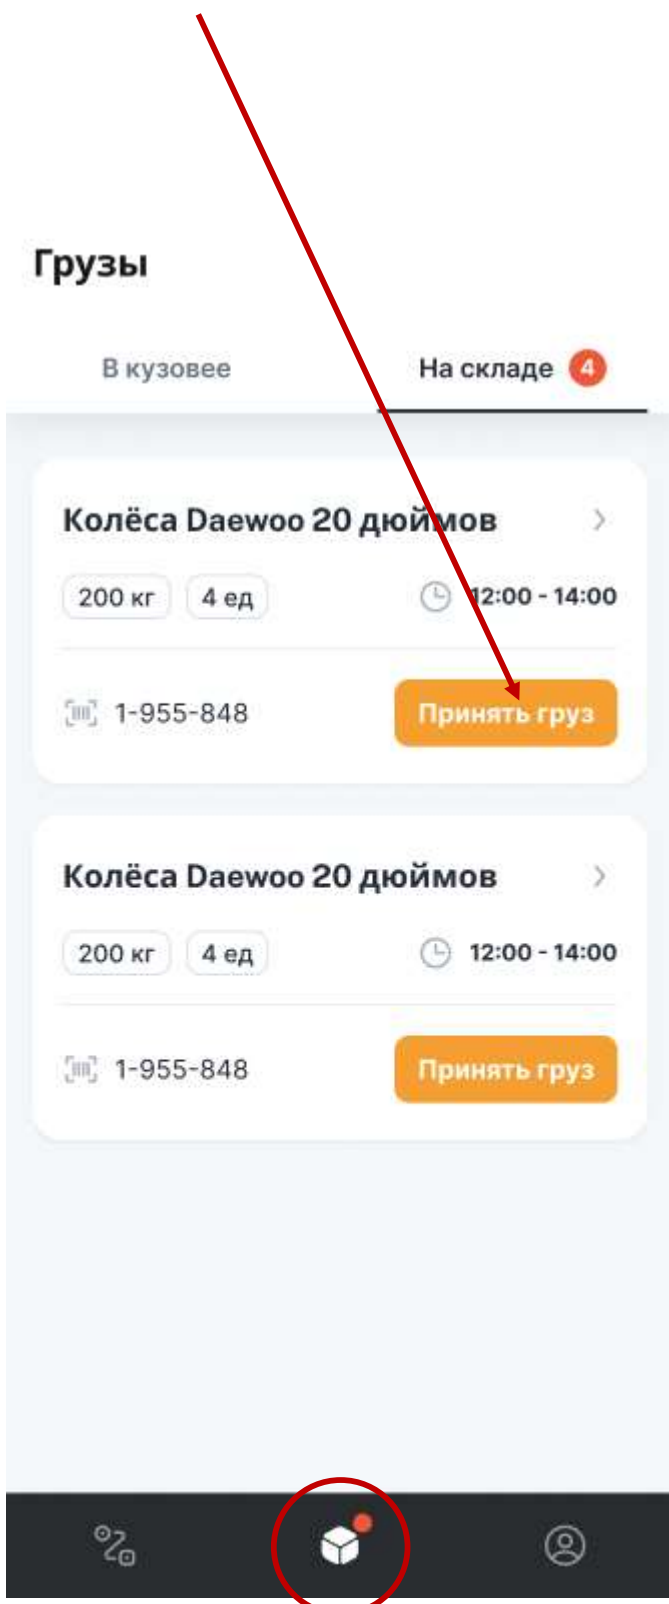 Грузы
В кузовее
На складе 4
Колёса Daewoo 20 дюймов
200 кг 4 ед 12:00 - 14:00
1-955-848 Принять груз
Колёса Daewoo 20 дюймов
200 кг 4 ед 12:00 - 14:00
1-955-848 Принять груз